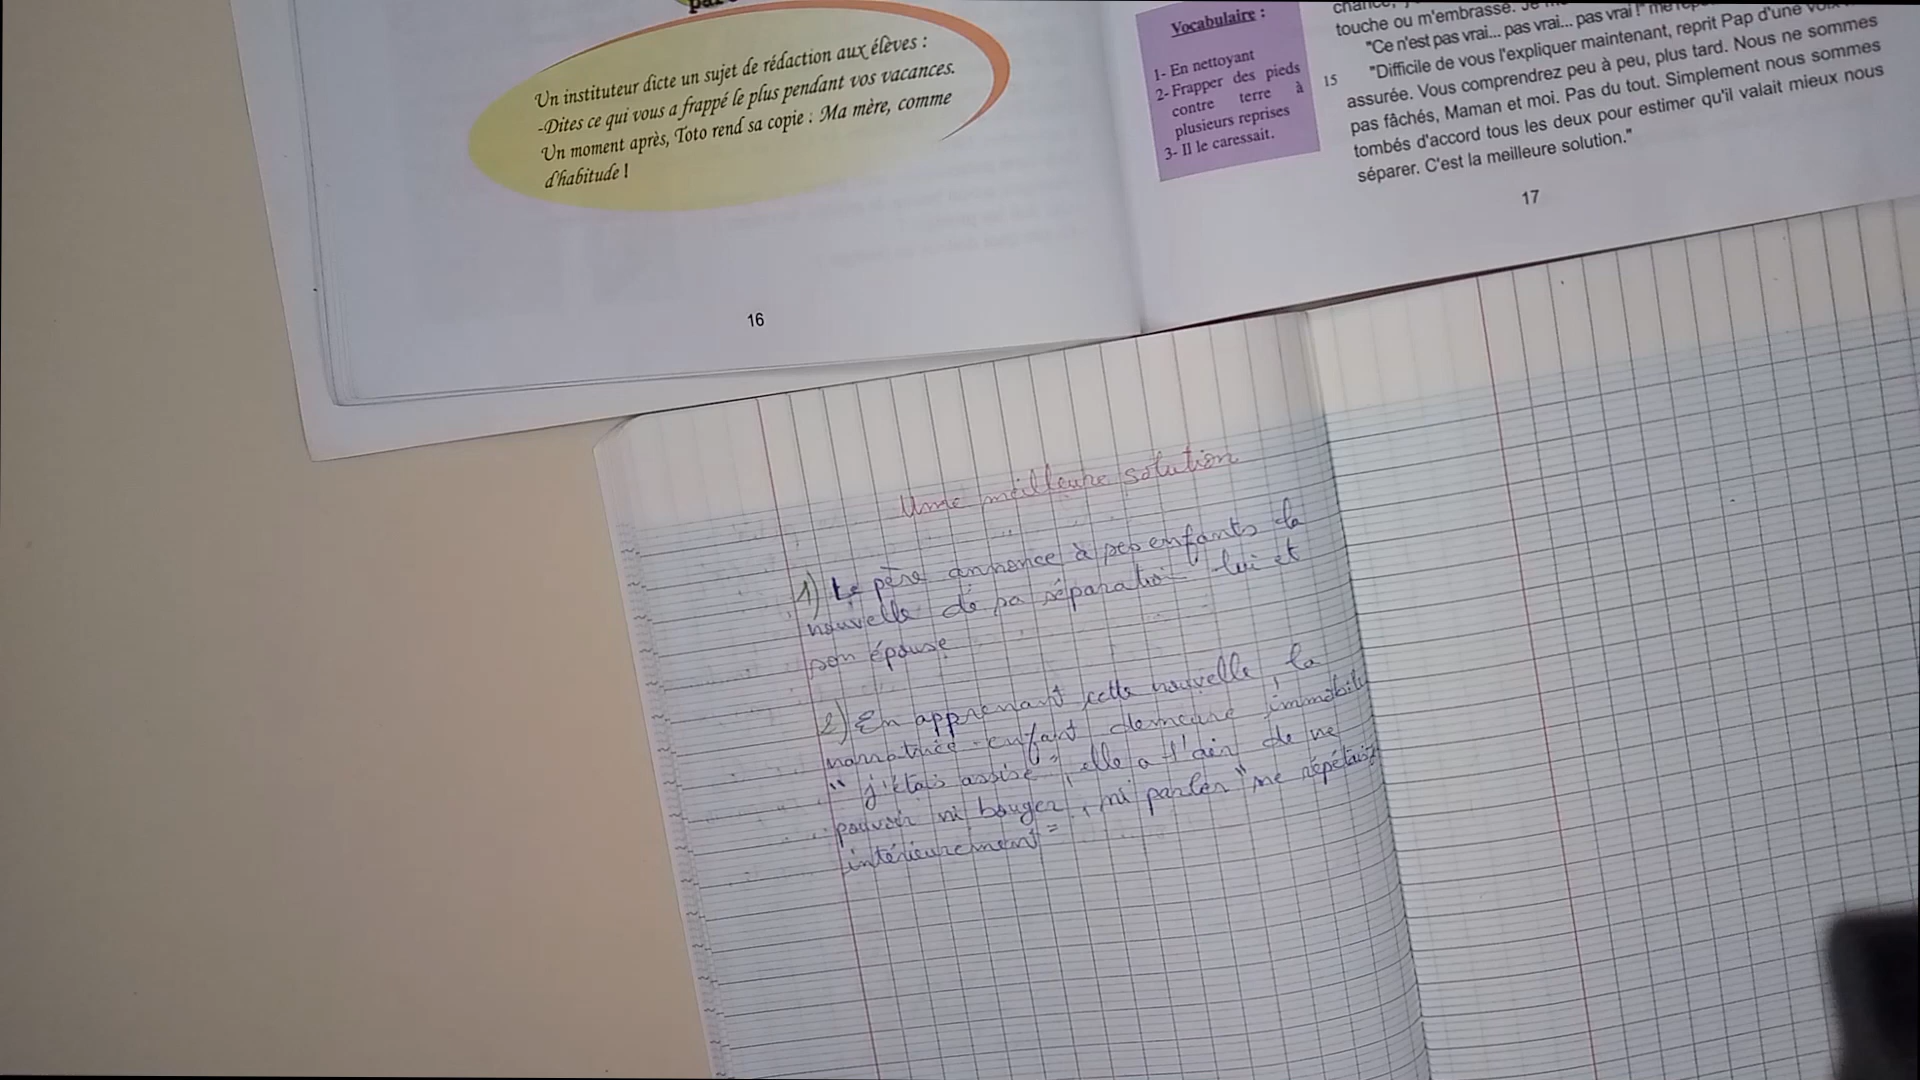 Un instituteur dicte un sujet de rédaction aux élèves :
-Dites ce qui vous a frappé le plus pendant vos vacances.
Un moment après, Toto rend sa copie : Ma mère, comme
d'habitude !
16
Vocabulaire :
1- En nettoyant
2- Frapper des pieds
contre terre à
plusieurs reprises
3- Il le caressait.
touche ou m'embrasse. Je
"Ce n'est pas vrai... pas vrai... pas vrai !"
15
"Difficile de vous l'expliquer maintenant, reprit Pap d'une
assurée. Vous comprendrez peu à peu, plus tard. Nous ne sommes
pas fâchés, Maman et moi. Pas du tout. Simplement nous sommes
tombés d'accord tous les deux pour estimer qu'il valait mieux nous
séparer. C'est la meilleure solution."
17
Une meilleure solution
1) Le père annonce à ses enfants la
nouvelle de sa séparation lui et
son épouse
2) En apprenant cette nouvelle, la
narratrice-enfant demeure immobile
" j'étais assise", elle a l'air de ne
pouvoir ni bouger, ni parler "me répétais
intérieurement"